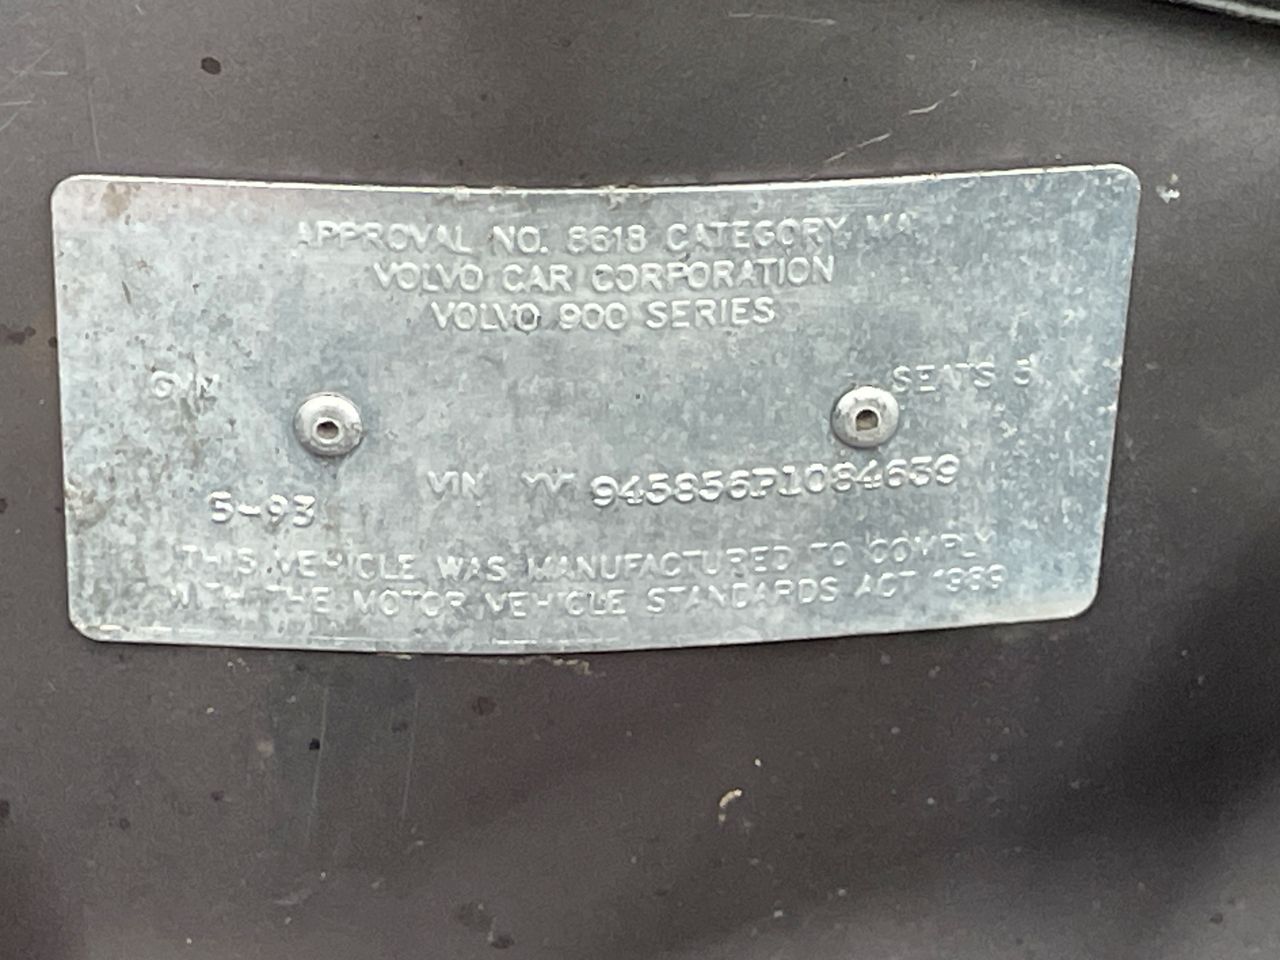 APPROVAL NO. 8618 CATEGORY MA
VOLVO CAR CORPORATION
VOLVO 900 SERIES
SEATS 5
VIN 945856P1084639
5-93
THIS VEHICLE WAS MANUFACTURED TO COMPLY
WITH THE MOTOR VEHICLE STANDARDS ACT 1989